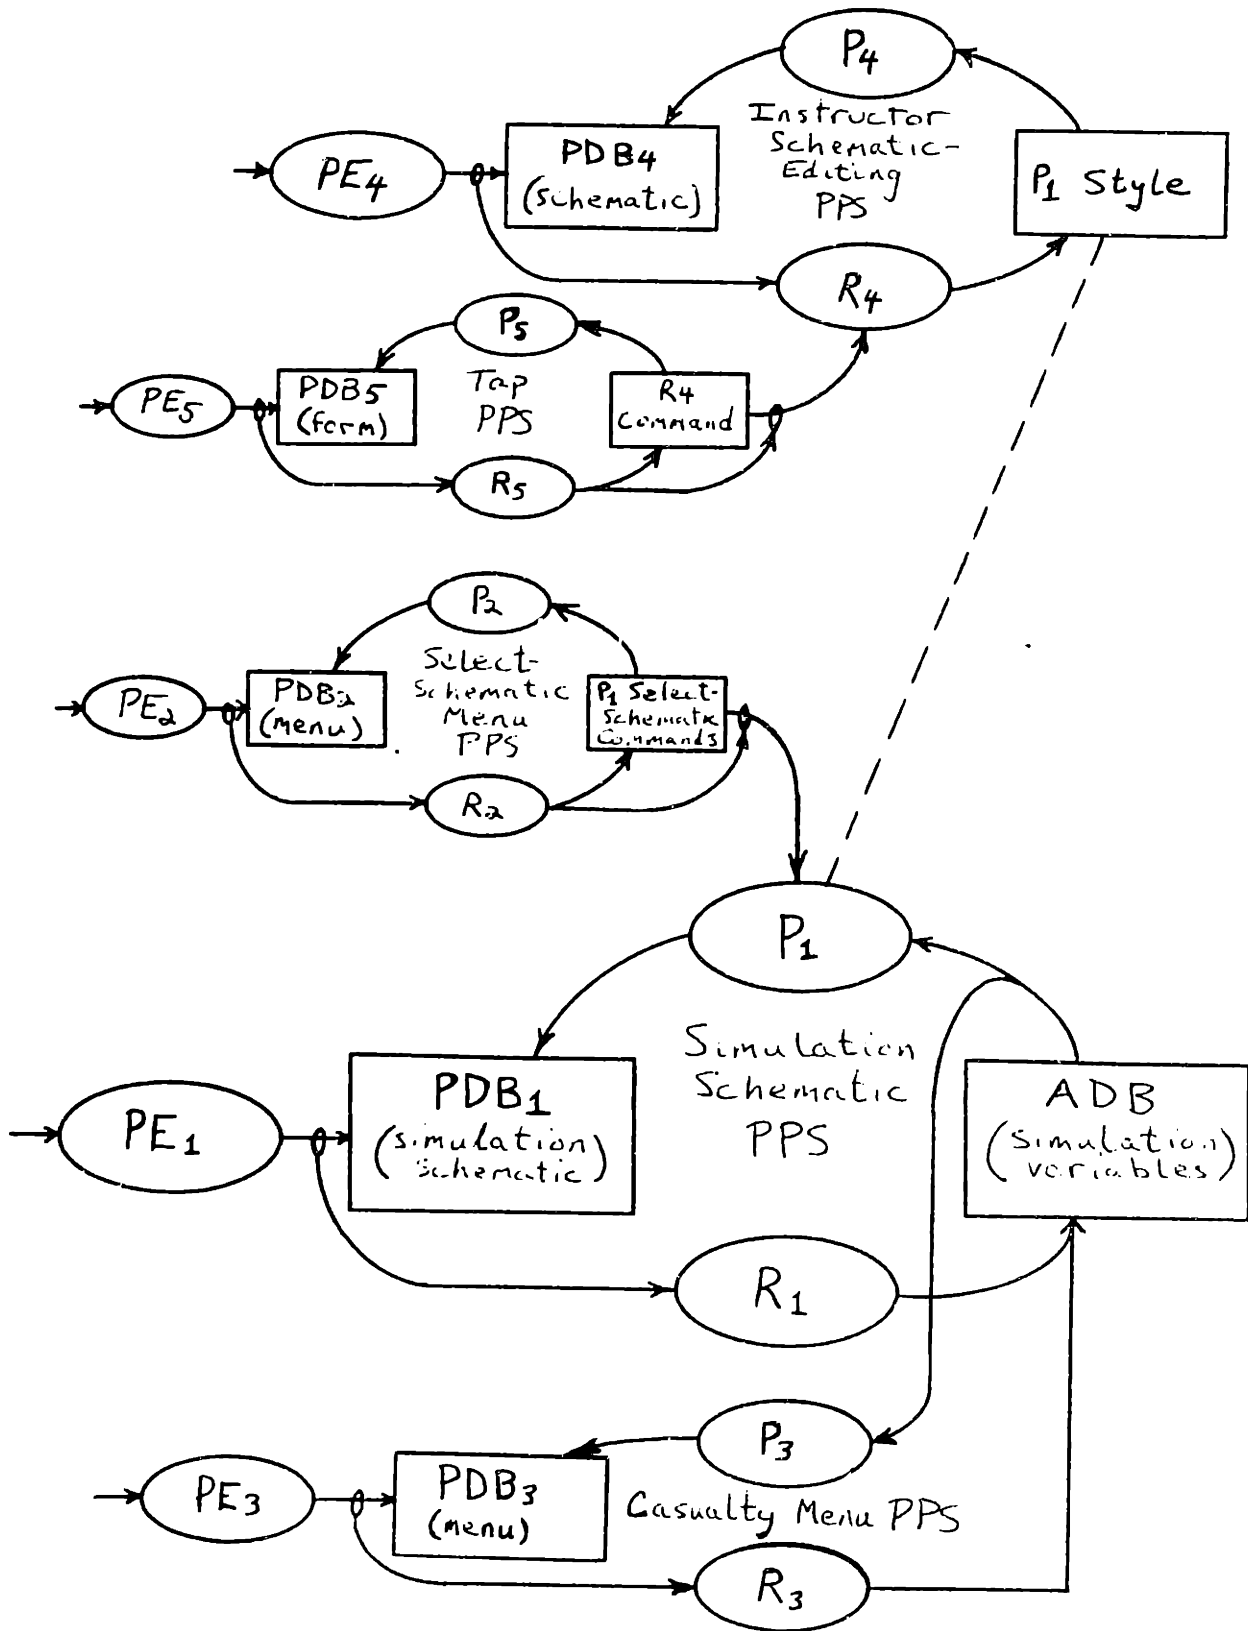 P4
Instructor
Schematic-
Editing
PPS
PE4
PDB4
(schematic)
P1 Style
R4
P5
Tap
PPS
PE5
PDB5
(form)
R4
Command
R5
P2
Select-
Schematic
Menu
PPS
PE2
PDB2
(menu)
P1 Select-
Schematic
Commands
R2
P1
Simulation
Schematic
PPS
PE1
PDB1
(simulation
schematic)
ADB
(simulation
variables)
R1
P3
PE3
PDB3
(menu)
Casualty Menu PPS
R3